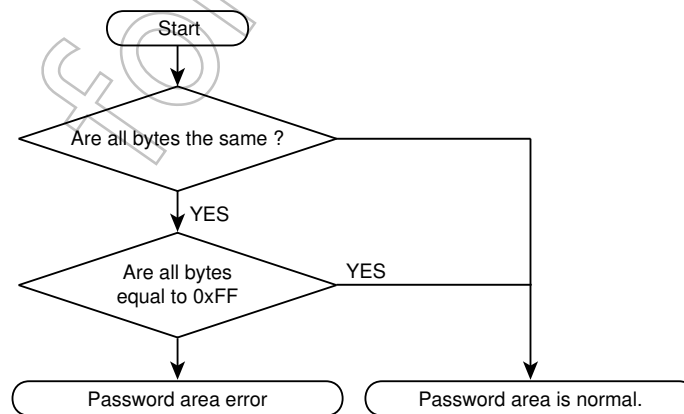 Start
Are all bytes the same ?
YES
Are all bytes
equal to 0xFF
YES
Password area error
Password area is normal.